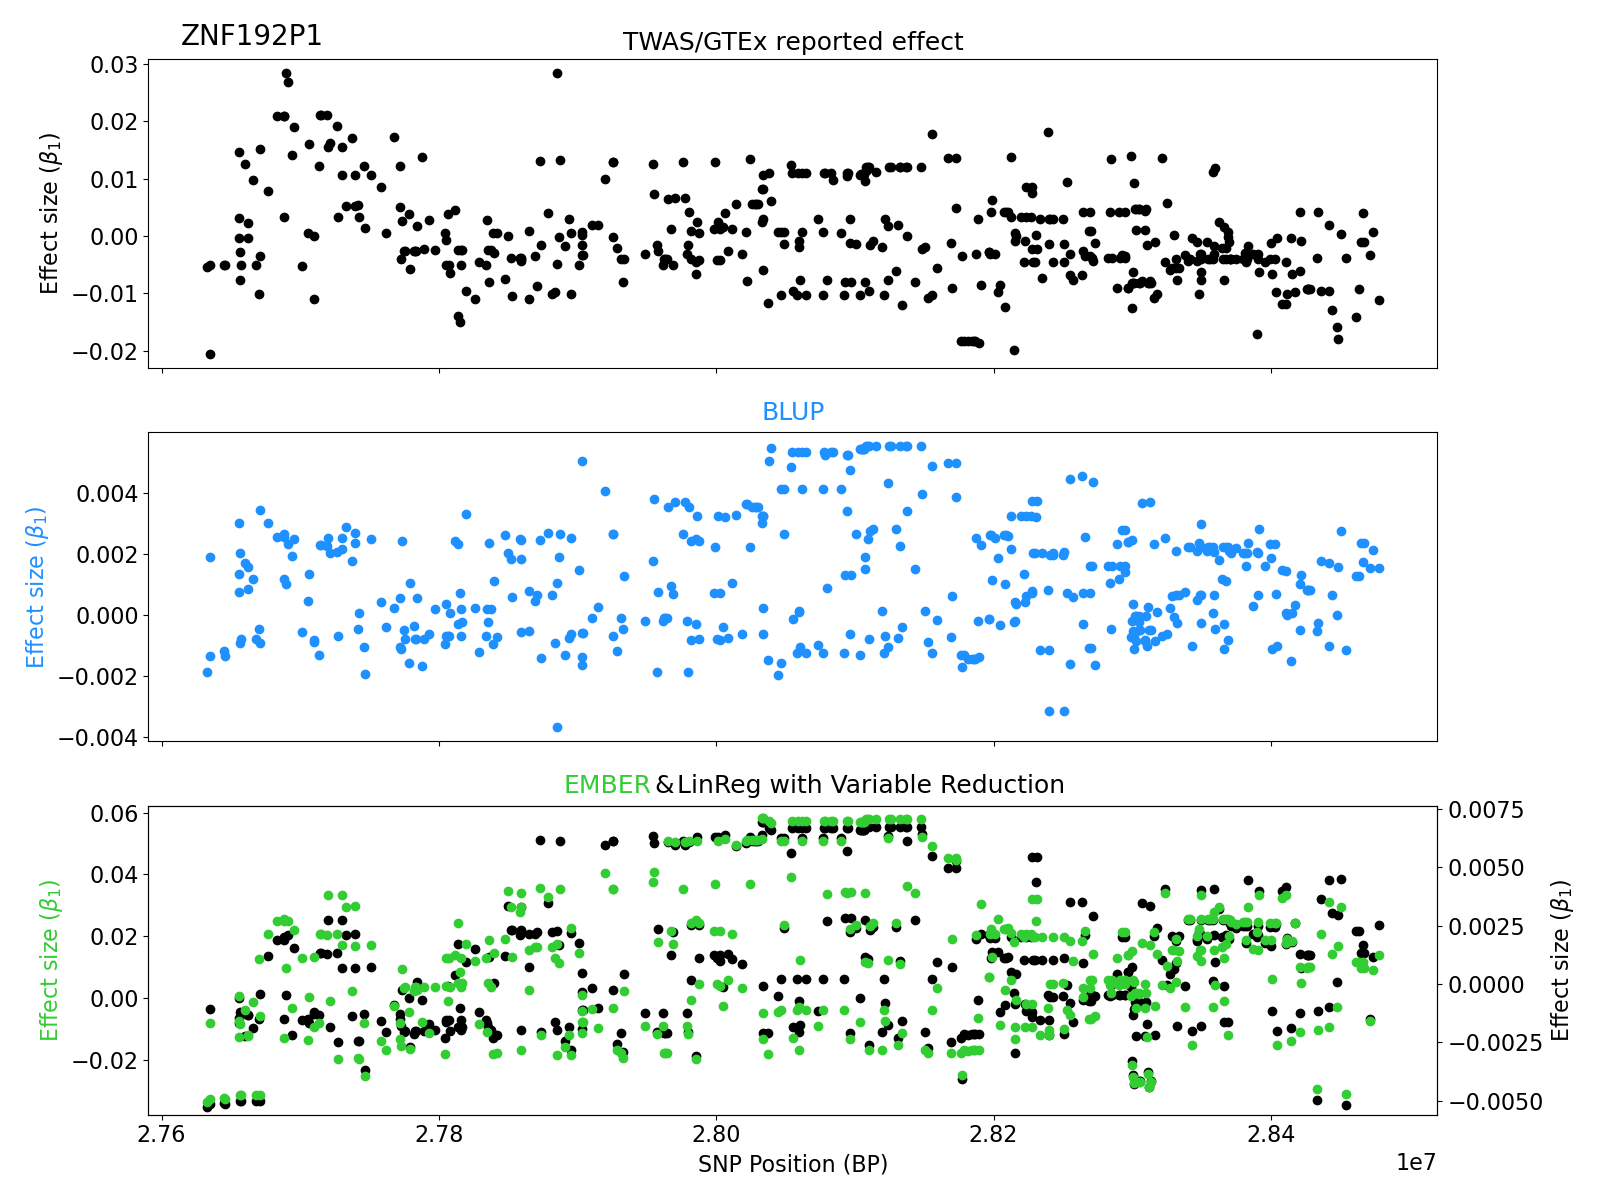 ZNF192P1
TWAS/GTEx reported effect
Effect size (β₁)
0.03
0.02
0.01
0.00
−0.01
−0.02
BLUP
Effect size (β₁)
0.004
0.002
0.000
−0.002
−0.004
EMBER & LinReg with Variable Reduction
Effect size (β₁)
0.06
0.04
0.02
0.00
−0.02
0.0075
0.0050
0.0025
0.0000
−0.0025
−0.0050
Effect size (β₁)
2.76 2.78 2.80 2.82 2.84
SNP Position (BP)
1e7